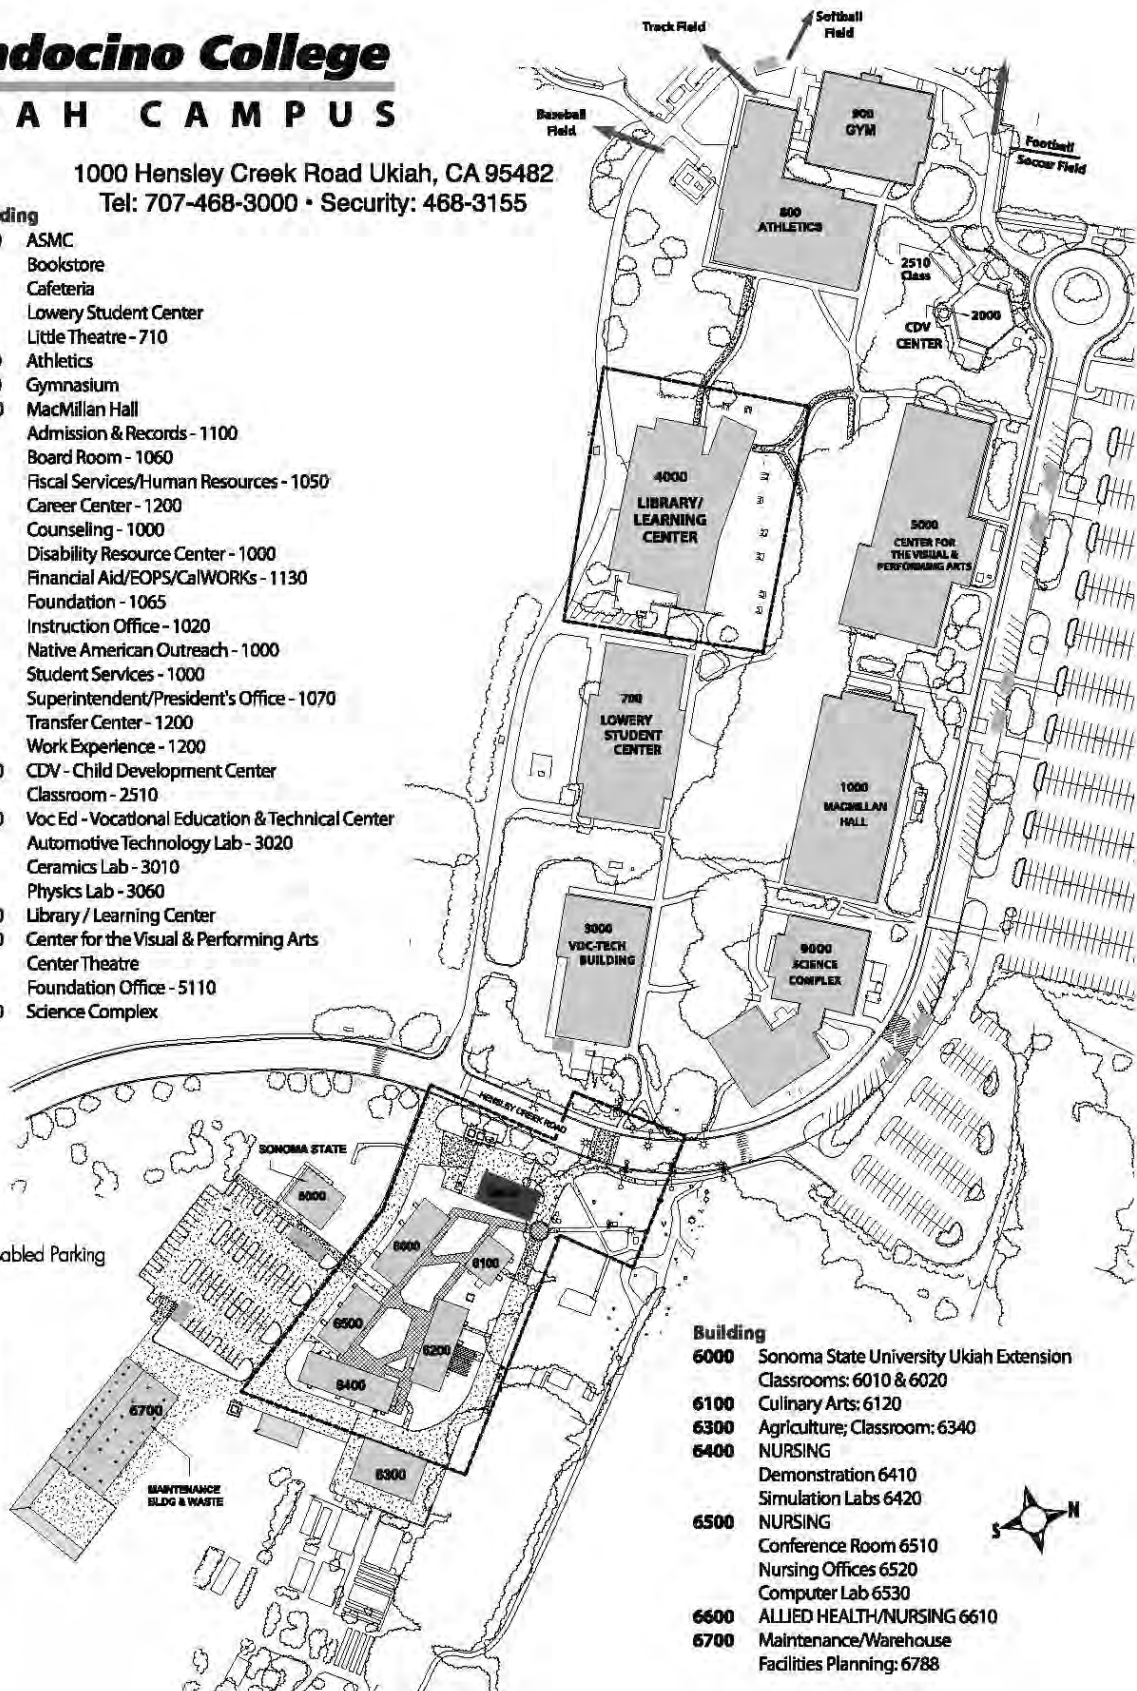 ndocino College
AH CAMPUS
1000 Hensley Creek Road Ukiah, CA 95482
Tel: 707-468-3000 • Security: 468-3155
ding
0 ASMC
Bookstore
Cafeteria
Lowery Student Center
Little Theatre - 710
0 Athletics
0 Gymnasium
0 MacMillan Hall
Admission & Records - 1100
Board Room - 1060
Fiscal Services/Human Resources - 1050
Career Center - 1200
Counseling - 1000
Disability Resource Center - 1000
Financial Aid/EOPS/CalWORKs - 1130
Foundation - 1065
Instruction Office - 1020
Native American Outreach - 1000
Student Services - 1000
Superintendent/President's Office - 1070
Transfer Center - 1200
Work Experience - 1200
0 CDV - Child Development Center
Classroom - 2510
0 Voc Ed - Vocational Education & Technical Center
Automotive Technology Lab - 3020
Ceramics Lab - 3010
Physics Lab - 3060
0 Library / Learning Center
0 Center for the Visual & Performing Arts
Center Theatre
Foundation Office - 5110
0 Science Complex
abled Parking
Track Field
Softball
Field
Baseball
Field
Football
Soccer Field
900
GYM
800
ATHLETICS
2510
Class
2000
CDV
CENTER
4000
LIBRARY/
LEARNING
CENTER
5000
CENTER FOR
THE VISUAL &
PERFORMING ARTS
700
LOWERY
STUDENT
CENTER
1000
MACMILLAN
HALL
3000
VOC-TECH
BUILDING
9000
SCIENCE
COMPLEX
HENSLEY CREEK ROAD
SONOMA STATE
6000
6600
6100
6500
6200
6400
6700
6300
MAINTENANCE
BLDG & WASTE
Building
6000 Sonoma State University Ukiah Extension
Classrooms: 6010 & 6020
6100 Culinary Arts: 6120
6300 Agriculture; Classroom: 6340
6400 NURSING
Demonstration 6410
Simulation Labs 6420
6500 NURSING
Conference Room 6510
Nursing Offices 6520
Computer Lab 6530
6600 ALLIED HEALTH/NURSING 6610
6700 Maintenance/Warehouse
Facilities Planning: 6788
S N